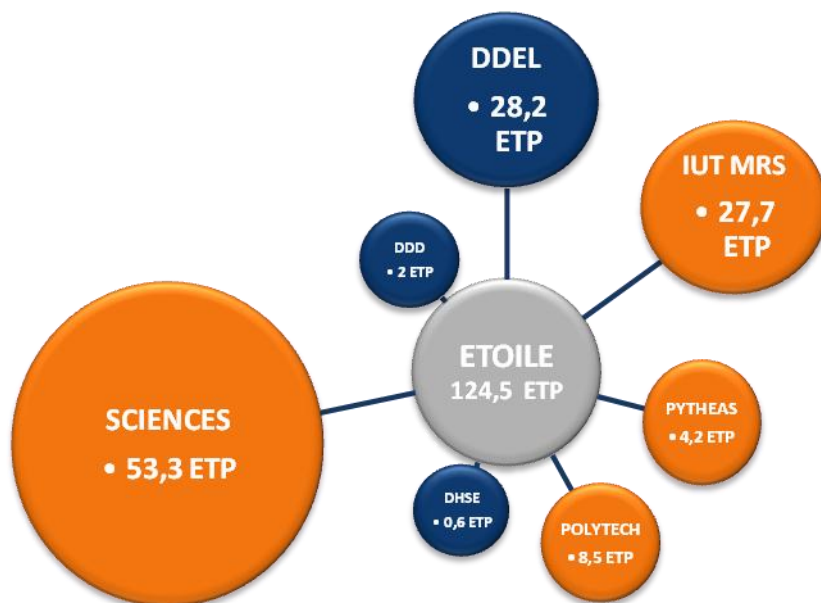 DDEL
• 28,2
ETP
IUT MRS
• 27,7
ETP
DDD
• 2 ETP
ETOILE
124,5 ETP
SCIENCES
• 53,3 ETP
PYTHEAS
• 4,2 ETP
DHSE
• 0,6 ETP
POLYTECH
• 8,5 ETP